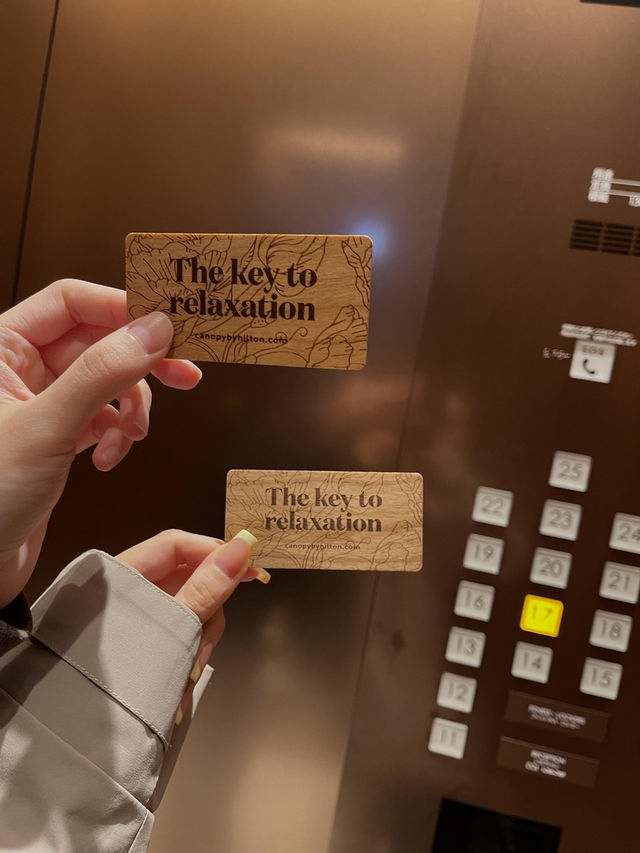 The key to
relaxation
canopybyhilton.com
The key to
relaxation
canopybyhilton.com
SOS
25
22 23 24
19 20 21
16 17 18
13 14 15
12
11